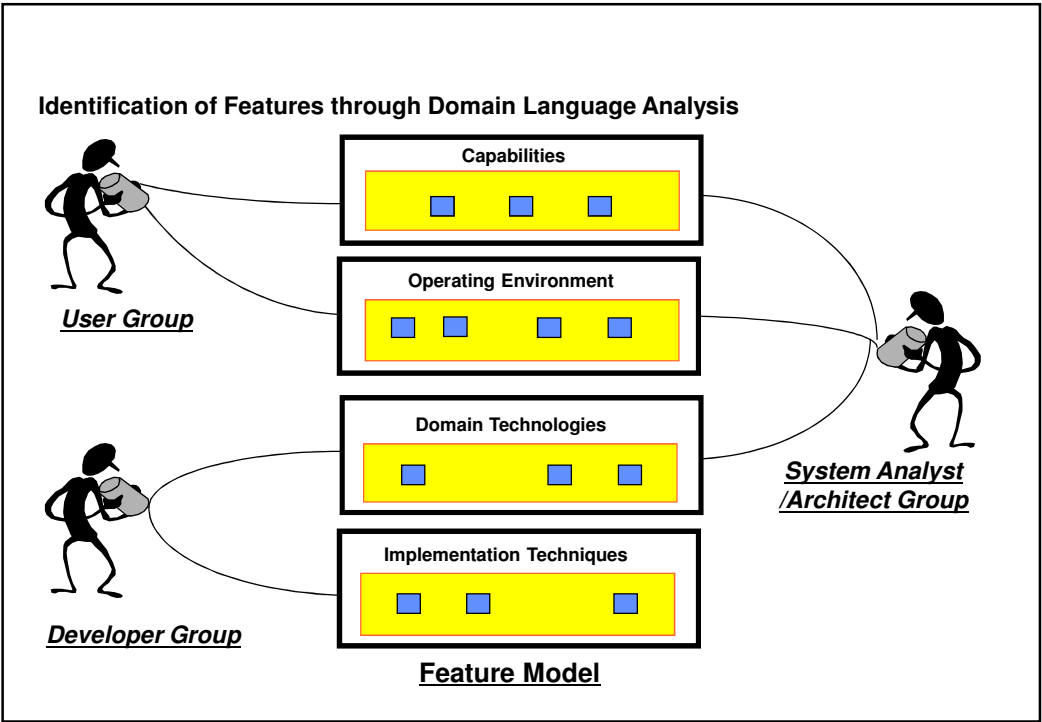 Identification of Features through Domain Language Analysis
Capabilities
Operating Environment
User Group
Domain Technologies
System Analyst
/Architect Group
Implementation Techniques
Developer Group
Feature Model